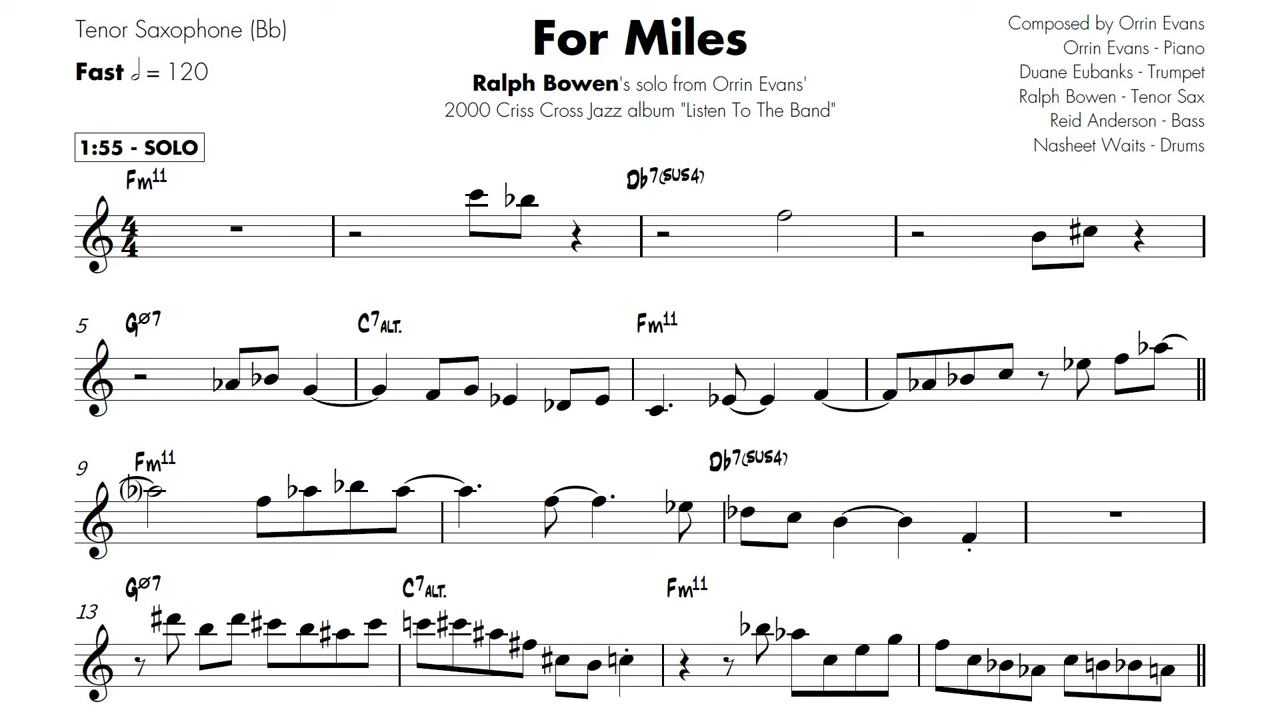 Tenor Saxophone (Bb)
For Miles
Composed by Orrin Evans
Orrin Evans - Piano
Fast 𝅗𝅥 = 120
Ralph Bowen's solo from Orrin Evans'
Duane Eubanks - Trumpet
2000 Criss Cross Jazz album "Listen To The Band"
Ralph Bowen - Tenor Sax
Reid Anderson - Bass
1:55 - SOLO
Nasheet Waits - Drums
Fm11 Db7(SUS4)
4
4
5 GØ7 C7ALT. Fm11
9 Fm11 Db7(SUS4)
13 GØ7 C7ALT. Fm11